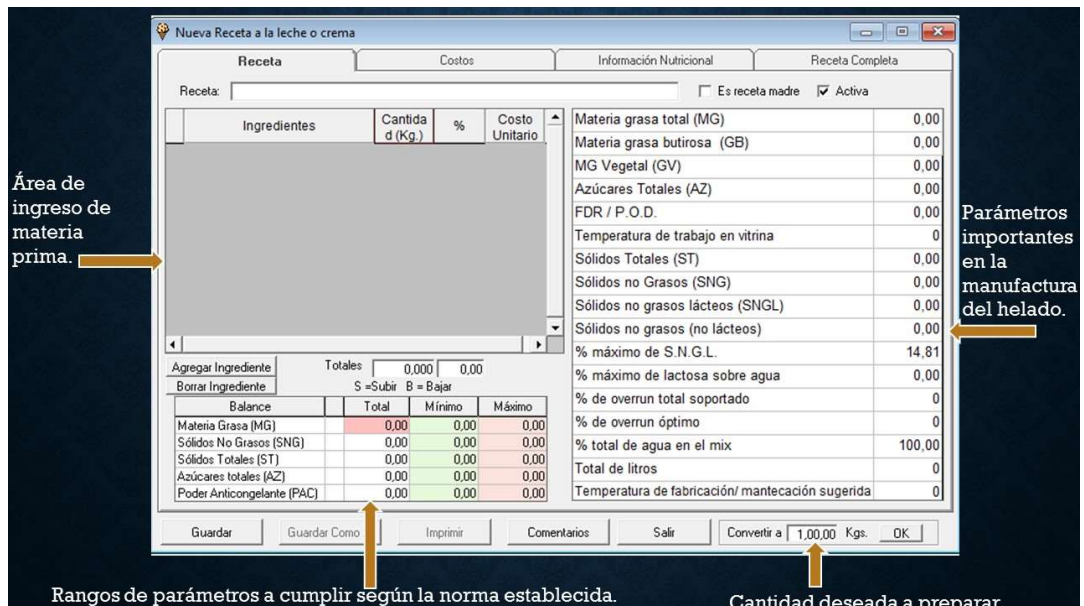 Nueva Receta a la leche o crema
Receta Costos Información Nutricional Receta Completa
Receta: Es receta madre Activa
Ingredientes Cantida d (Kg.) % Costo Unitario
Materia grasa total (MG) 0,00
Materia grasa butirosa (GB) 0,00
MG Vegetal (GV) 0,00
Azúcares Totales (AZ) 0,00
FDR / P.O.D. 0,00
Temperatura de trabajo en vitrina 0
Sólidos Totales (ST) 0,00
Sólidos no Grasos (SNG) 0,00
Sólidos no grasos lácteos (SNGL) 0,00
Sólidos no grasos (no lácteos) 0,00
% máximo de S.N.G.L. 14,81
% máximo de lactosa sobre agua 0,00
% de overrun total soportado 0
% de overrun óptimo 0
% total de agua en el mix 100,00
Total de litros 0
Temperatura de fabricación/ mantecación sugerida 0
Agregar Ingrediente Totales 0,000 0,00
Borrar Ingrediente S =Subir B = Bajar
Balance Total Mínimo Máximo
Materia Grasa (MG) 0,00 0,00 0,00
Sólidos No Grasos (SNG) 0,00 0,00 0,00
Sólidos Totales (ST) 0,00 0,00 0,00
Azúcares totales (AZ) 0,00 0,00 0,00
Poder Anticongelante (PAC) 0,00 0,00 0,00
Guardar Guardar Como Imprimir Comentarios Salir Convertir a 1,00,00 Kgs. OK
Área de
ingreso de
materia
prima.
Parámetros
importantes
en la
manufactura
del helado.
Rangos de parámetros a cumplir según la norma establecida.
Cantidad deseada a preparar